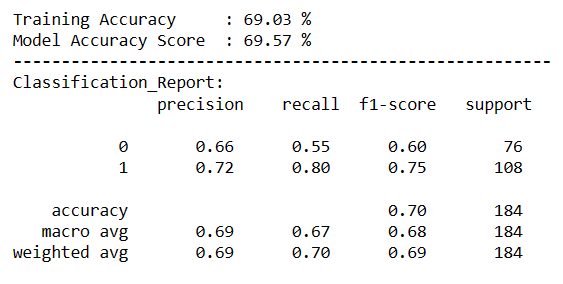 Training Accuracy    : 69.03 %
Model Accuracy Score : 69.57 %
--------------------------------------------------------
Classification_Report:
precision recall f1-score support
0 0.66 0.55 0.60 76
1 0.72 0.80 0.75 108
accuracy 0.70 184
macro avg 0.69 0.67 0.68 184
weighted avg 0.69 0.70 0.69 184